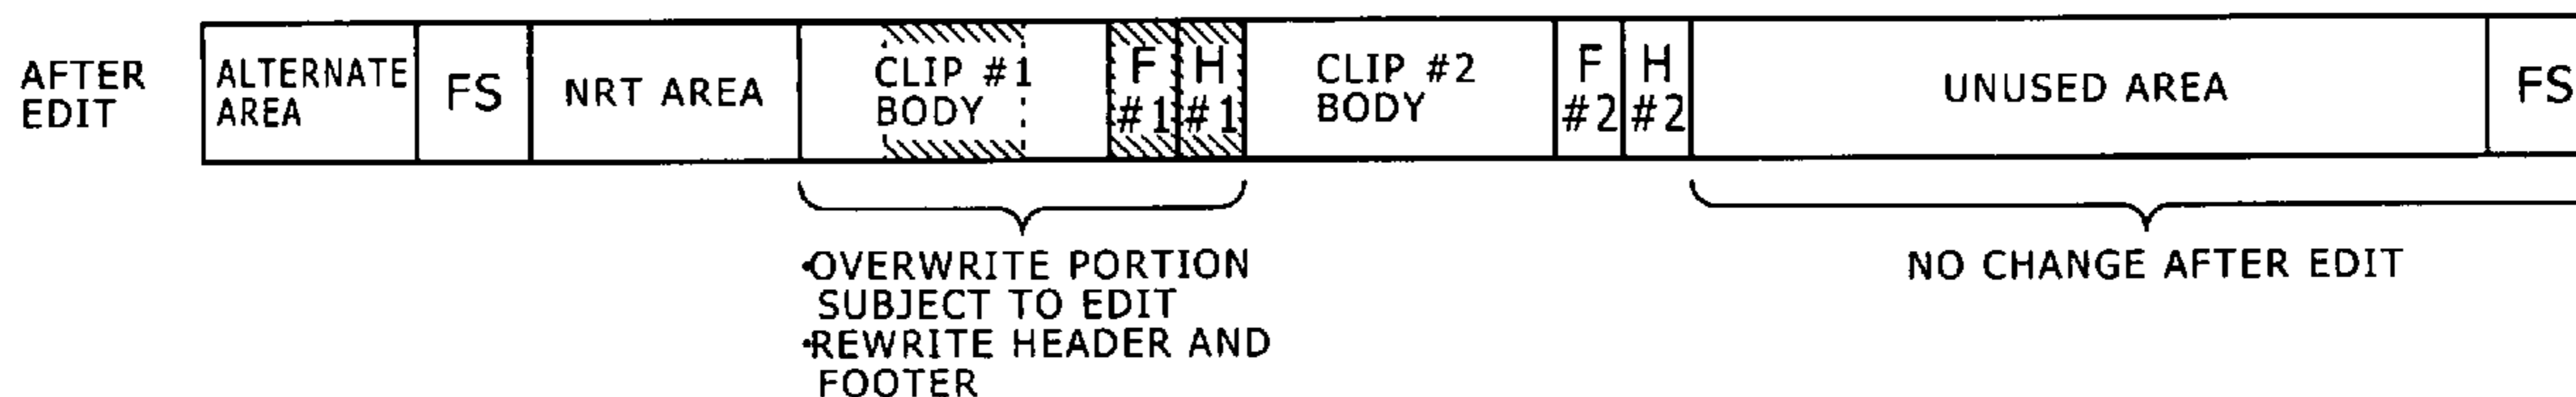 AFTER
EDIT
ALTERNATE
AREA
FS
NRT AREA
CLIP #1
BODY
F
#1
H
#1
CLIP #2
BODY
F
#2
H
#2
UNUSED AREA
FS
•OVERWRITE PORTION
SUBJECT TO EDIT
•REWRITE HEADER AND
FOOTER
NO CHANGE AFTER EDIT